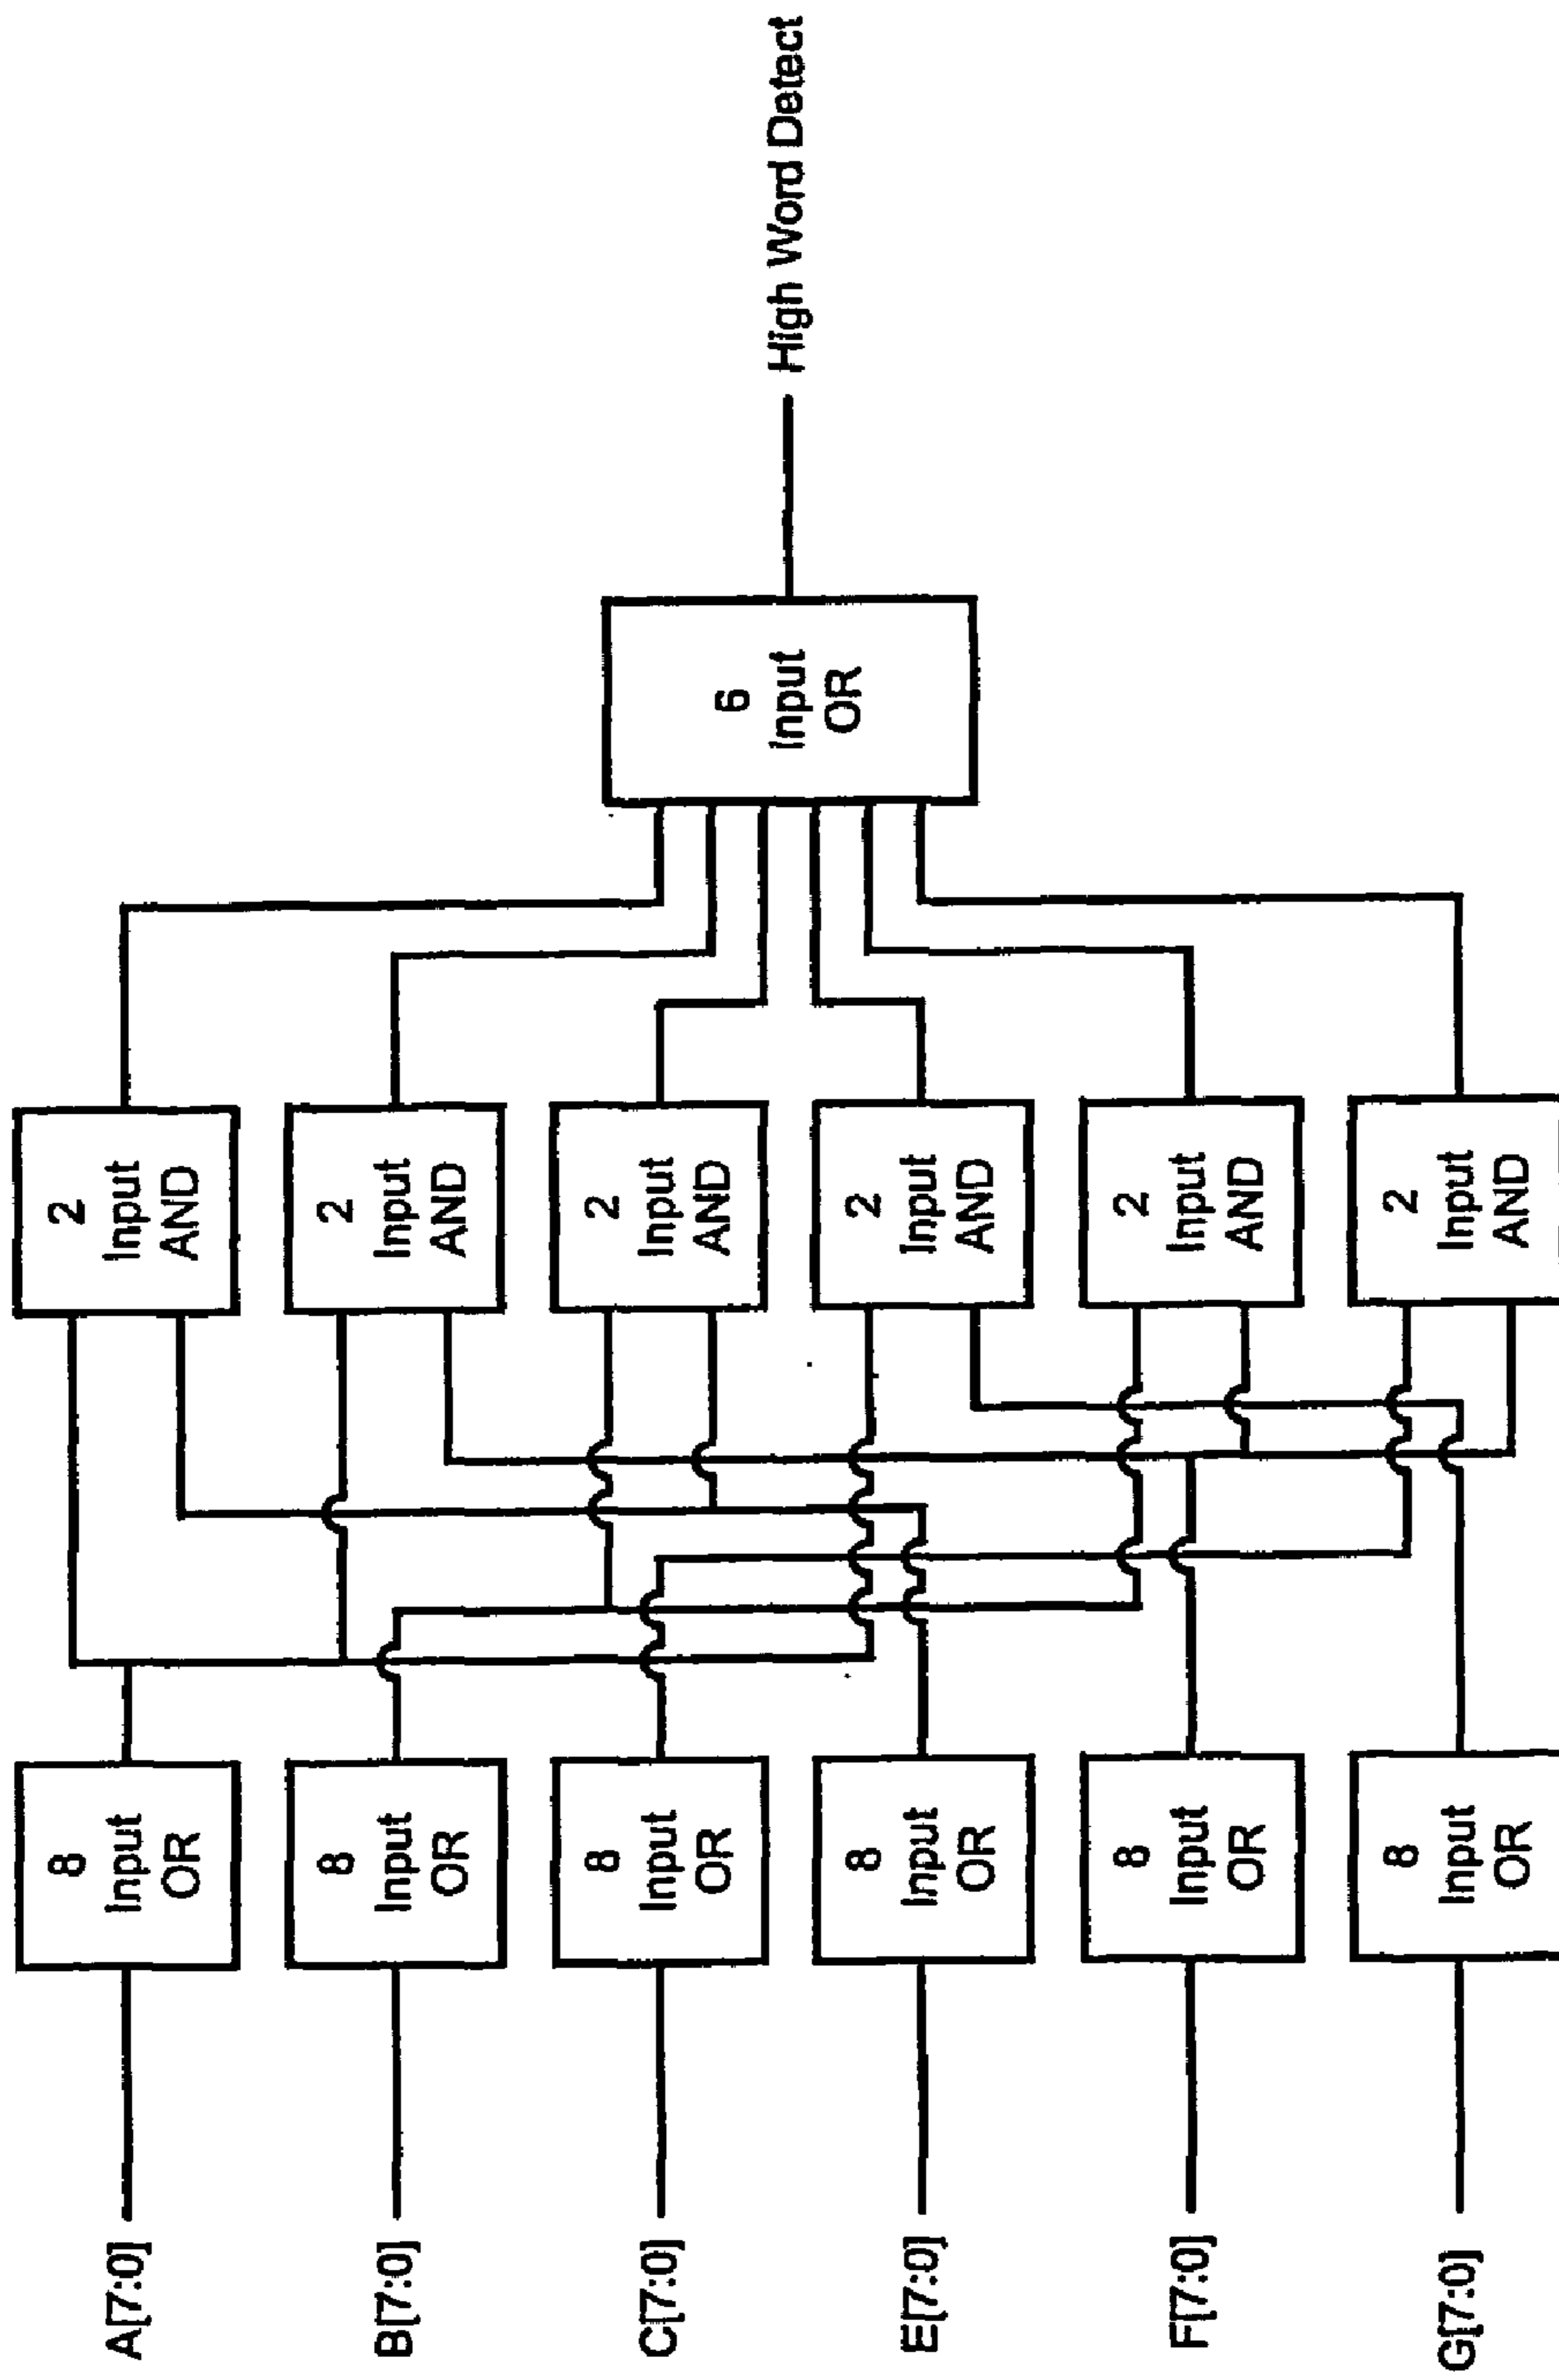 A[7:0]
8
Input
OR
2
Input
AND
B[7:0]
8
Input
OR
2
Input
AND
C[7:0]
8
Input
OR
2
Input
AND
6
Input
OR
High Word Detect
E[7:0]
8
Input
OR
2
Input
AND
F[7:0]
8
Input
OR
2
Input
AND
G[7:0]
8
Input
OR
2
Input
AND